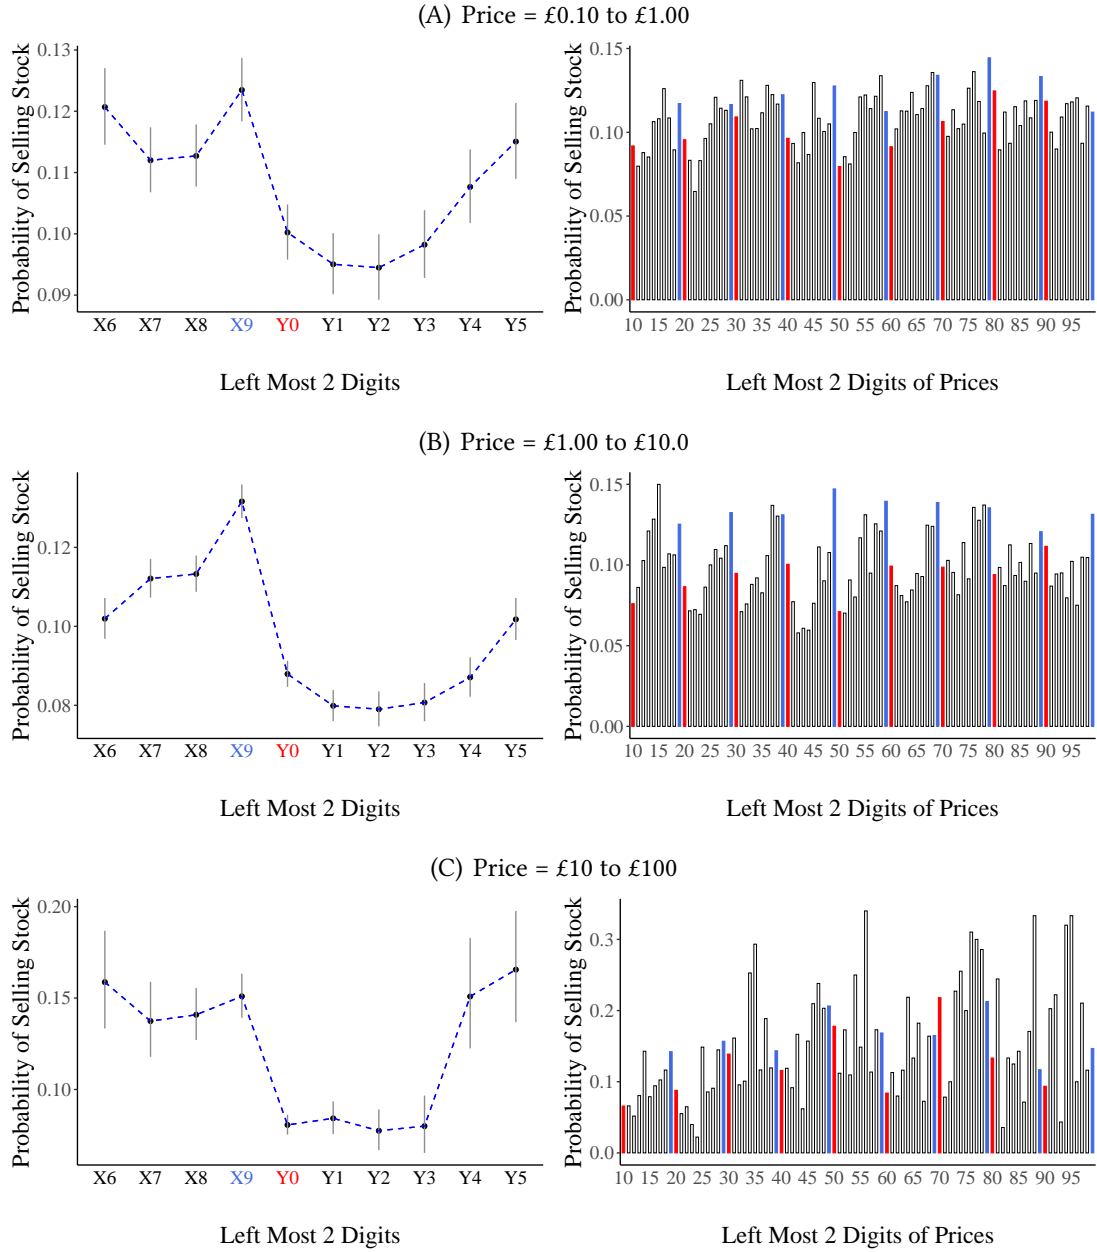 (A) Price = £0.10 to £1.00
Probability of Selling Stock
0.13
0.12
0.11
0.10
0.09
X6 X7 X8 X9 Y0 Y1 Y2 Y3 Y4 Y5
Left Most 2 Digits
Probability of Selling Stock
0.15
0.10
0.05
0.00
10 15 20 25 30 35 40 45 50 55 60 65 70 75 80 85 90 95
Left Most 2 Digits of Prices
(B) Price = £1.00 to £10.0
Probability of Selling Stock
0.12
0.10
0.08
X6 X7 X8 X9 Y0 Y1 Y2 Y3 Y4 Y5
Left Most 2 Digits
Probability of Selling Stock
0.15
0.10
0.05
0.00
10 15 20 25 30 35 40 45 50 55 60 65 70 75 80 85 90 95
Left Most 2 Digits of Prices
(C) Price = £10 to £100
Probability of Selling Stock
0.20
0.15
0.10
X6 X7 X8 X9 Y0 Y1 Y2 Y3 Y4 Y5
Left Most 2 Digits
Probability of Selling Stock
0.3
0.2
0.1
0.0
10 15 20 25 30 35 40 45 50 55 60 65 70 75 80 85 90 95
Left Most 2 Digits of Prices